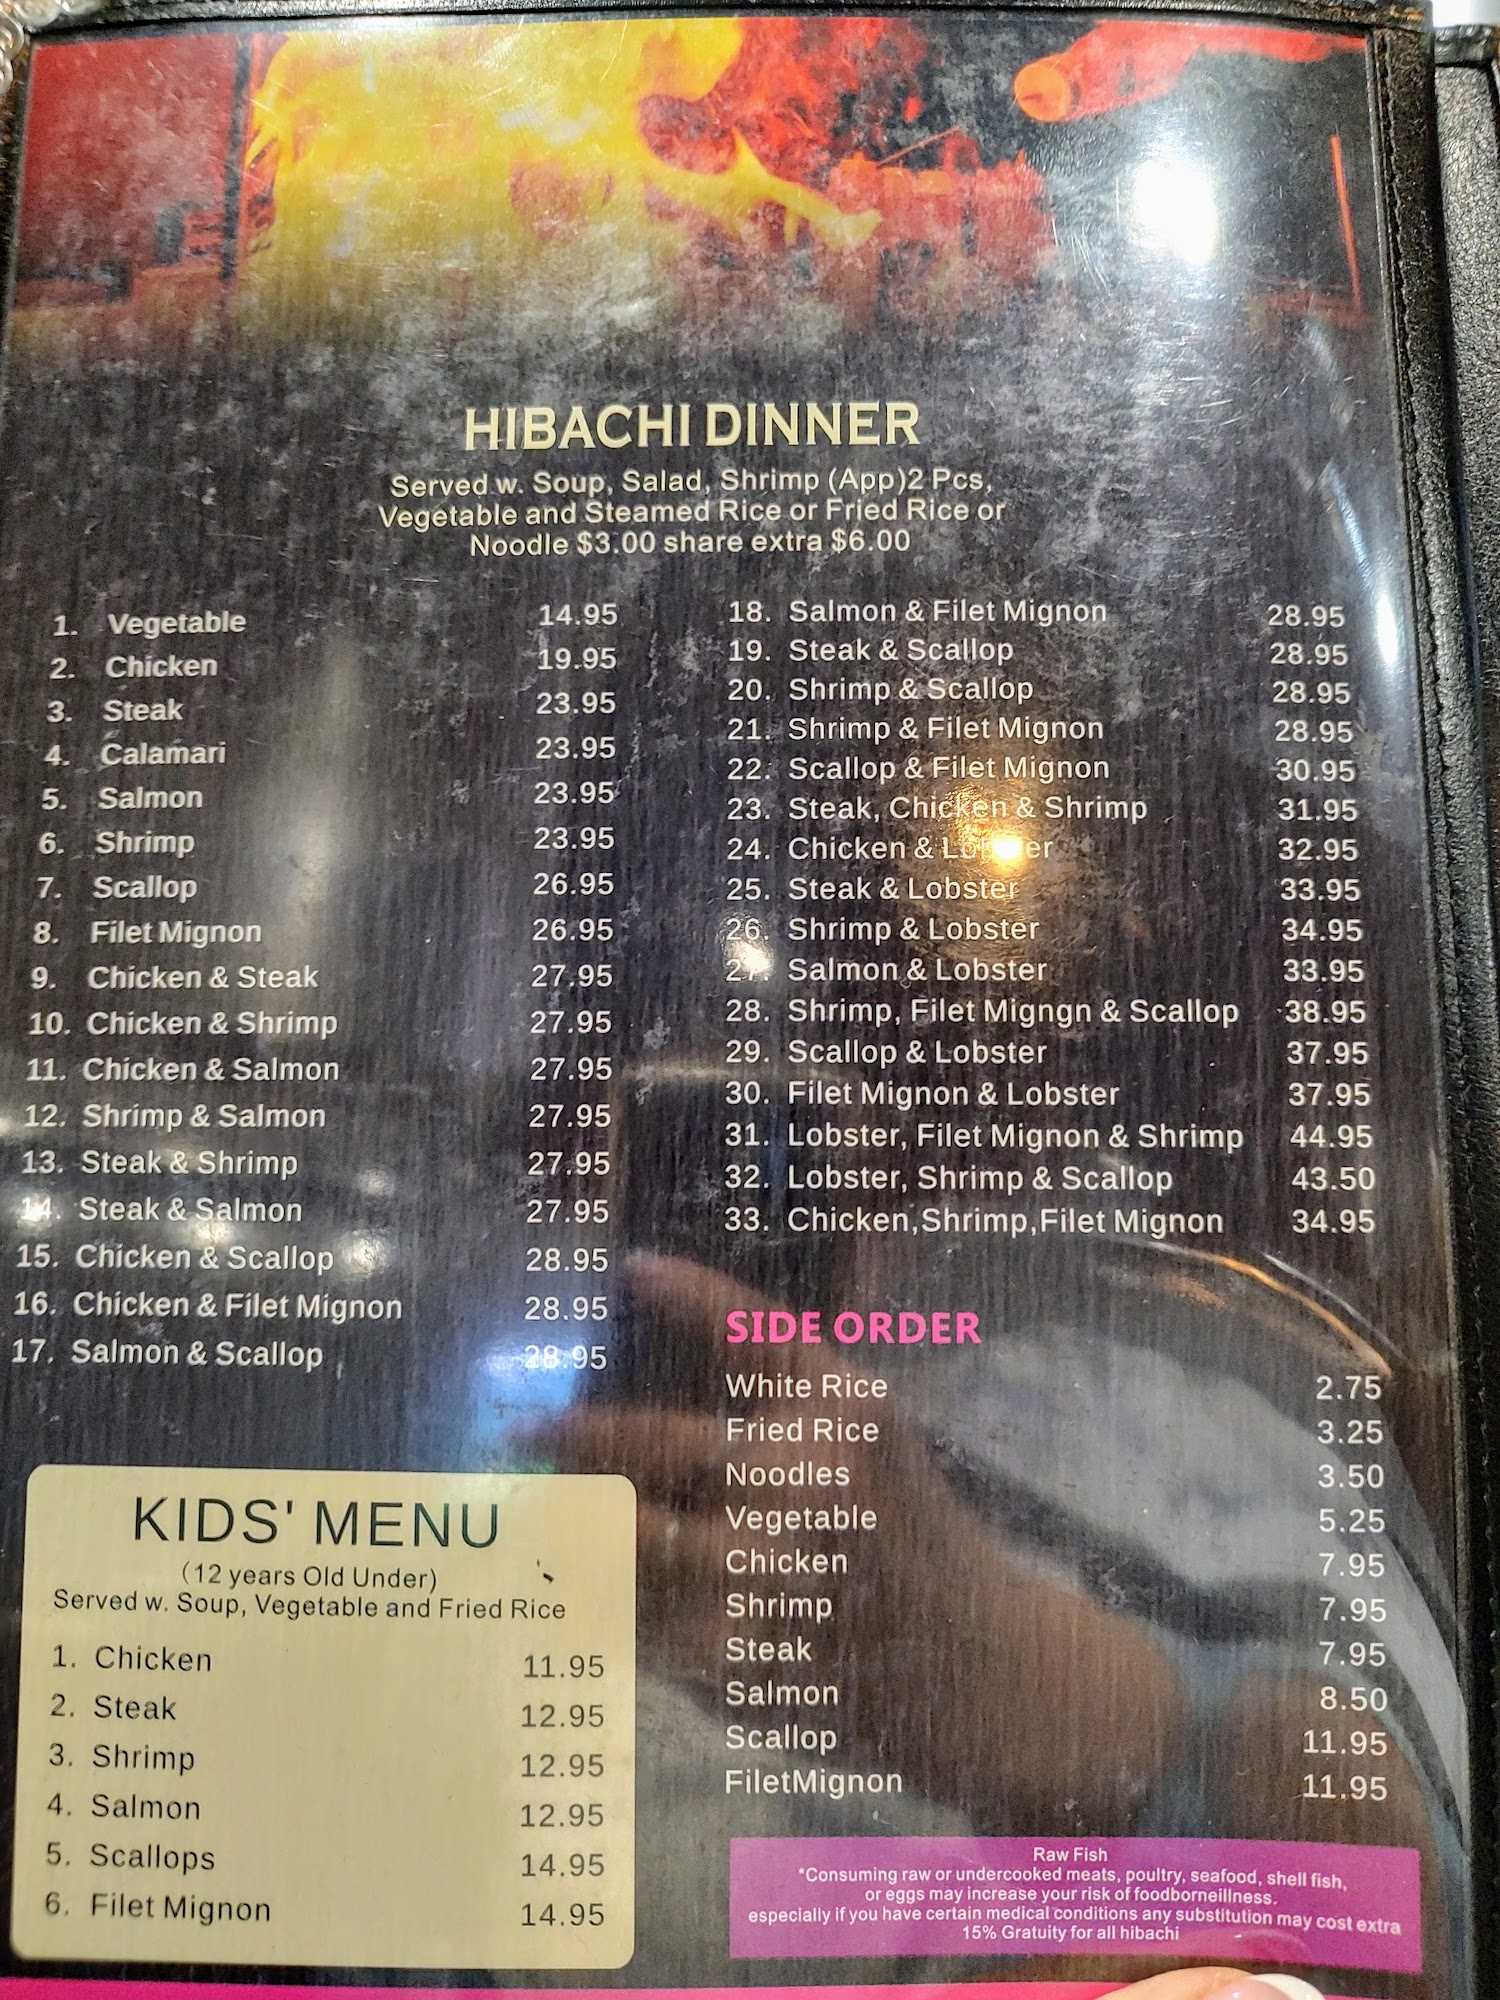 HIBACHI DINNER
Served w. Soup, Salad, Shrimp (App)2 Pcs,
Vegetable and Steamed Rice or Fried Rice or
Noodle $3.00 share extra $6.00
1. Vegetable 14.95
2. Chicken 19.95
3. Steak 23.95
4. Calamari 23.95
5. Salmon 23.95
6. Shrimp 23.95
7. Scallop 26.95
8. Filet Mignon 26.95
9. Chicken & Steak 27.95
10. Chicken & Shrimp 27.95
11. Chicken & Salmon 27.95
12. Shrimp & Salmon 27.95
13. Steak & Shrimp 27.95
14. Steak & Salmon 27.95
15. Chicken & Scallop 28.95
16. Chicken & Filet Mignon 28.95
17. Salmon & Scallop 28.95
18. Salmon & Filet Mignon 28.95
19. Steak & Scallop 28.95
20. Shrimp & Scallop 28.95
21. Shrimp & Filet Mignon 28.95
22. Scallop & Filet Mignon 30.95
23. Steak, Chicken & Shrimp 31.95
24. Chicken & Lobster 32.95
25. Steak & Lobster 33.95
26. Shrimp & Lobster 34.95
27. Salmon & Lobster 33.95
28. Shrimp, Filet Migngn & Scallop 38.95
29. Scallop & Lobster 37.95
30. Filet Mignon & Lobster 37.95
31. Lobster, Filet Mignon & Shrimp 44.95
32. Lobster, Shrimp & Scallop 43.50
33. Chicken,Shrimp,Filet Mignon 34.95
SIDE ORDER
White Rice 2.75
Fried Rice 3.25
Noodles 3.50
Vegetable 5.25
Chicken 7.95
Shrimp 7.95
Steak 7.95
Salmon 8.50
Scallop 11.95
FiletMignon 11.95
KIDS' MENU
(12 years Old Under)
Served w. Soup, Vegetable and Fried Rice
1. Chicken 11.95
2. Steak 12.95
3. Shrimp 12.95
4. Salmon 12.95
5. Scallops 14.95
6. Filet Mignon 14.95
Raw Fish
*Consuming raw or undercooked meats, poultry, seafood, shell fish,
or eggs may increase your risk of foodborneillness.
especially if you have certain medical conditions any substitution may cost extra
15% Gratuity for all hibachi